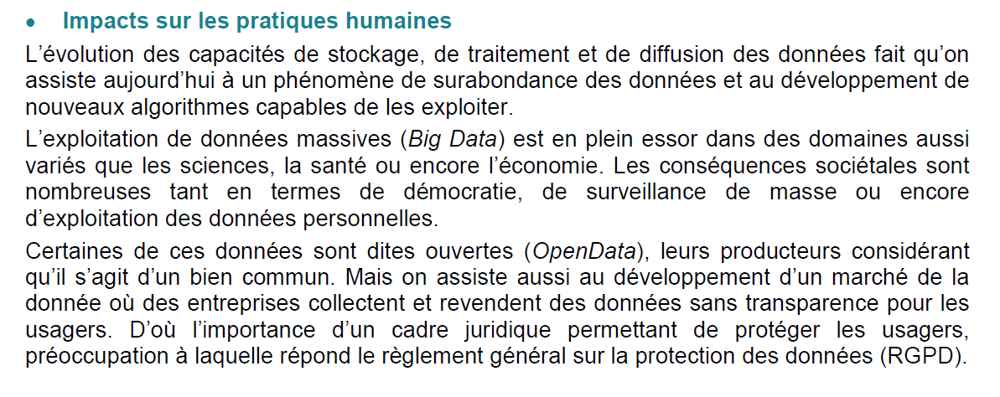 • Impacts sur les pratiques humaines
L’évolution des capacités de stockage, de traitement et de diffusion des données fait qu’on
assiste aujourd’hui à un phénomène de surabondance des données et au développement de
nouveaux algorithmes capables de les exploiter.
L’exploitation de données massives (Big Data) est en plein essor dans des domaines aussi
variés que les sciences, la santé ou encore l’économie. Les conséquences sociétales sont
nombreuses tant en termes de démocratie, de surveillance de masse ou encore
d’exploitation des données personnelles.
Certaines de ces données sont dites ouvertes (OpenData), leurs producteurs considérant
qu’il s’agit d’un bien commun. Mais on assiste aussi au développement d’un marché de la
donnée où des entreprises collectent et revendent des données sans transparence pour les
usagers. D’où l’importance d’un cadre juridique permettant de protéger les usagers,
préoccupation à laquelle répond le règlement général sur la protection des données (RGPD).